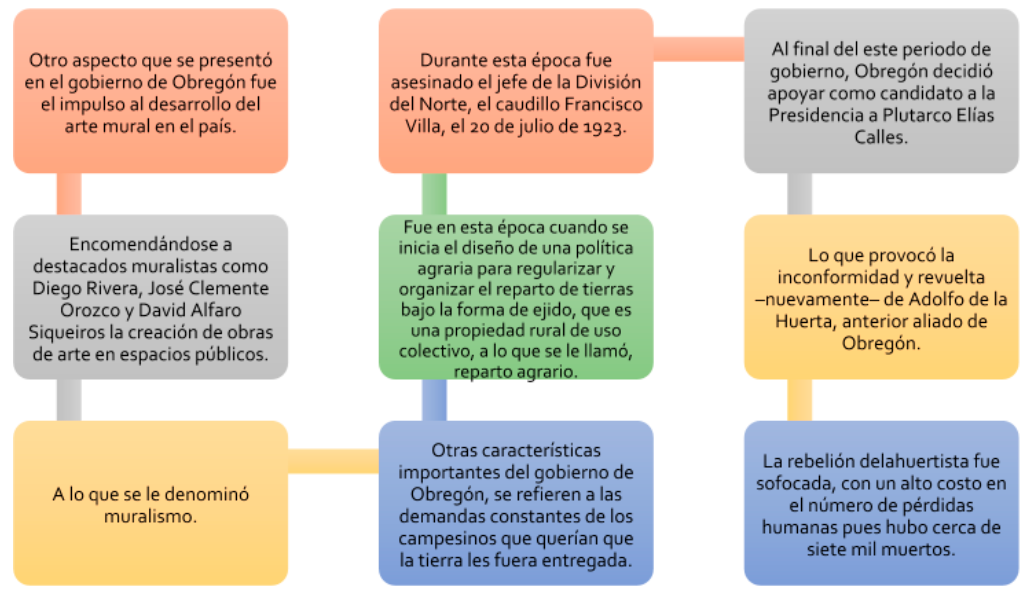 Otro aspecto que se presentó
en el gobierno de Obregón fue
el impulso al desarrollo del
arte mural en el país.
Encomendándose a
destacados muralistas como
Diego Rivera, José Clemente
Orozco y David Alfaro
Siqueiros la creación de obras
de arte en espacios públicos.
A lo que se le denominó
muralismo.
Otras características
importantes del gobierno de
Obregón, se refieren a las
demandas constantes de los
campesinos que querían que
la tierra les fuera entregada.
Fue en esta época cuando se
inicia el diseño de una política
agraria para regularizar y
organizar el reparto de tierras
bajo la forma de ejido, que es
una propiedad rural de uso
colectivo, a lo que se le llamó,
reparto agrario.
Durante esta época fue
asesinado el jefe de la División
del Norte, el caudillo Francisco
Villa, el 20 de julio de 1923.
Al final del este periodo de
gobierno, Obregón decidió
apoyar como candidato a la
Presidencia a Plutarco Elías
Calles.
Lo que provocó la
inconformidad y revuelta
–nuevamente– de Adolfo de la
Huerta, anterior aliado de
Obregón.
La rebelión delahuertista fue
sofocada, con un alto costo en
el número de pérdidas
humanas pues hubo cerca de
siete mil muertos.